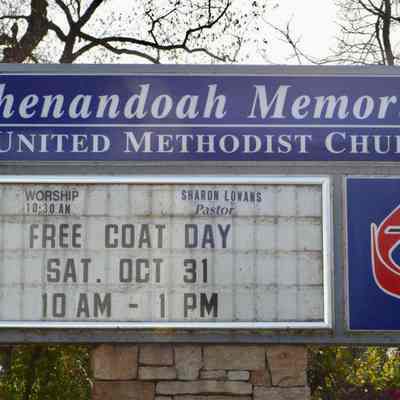 henandoah Memor
United Methodist Chu
WORSHIP
10:30 AM
SHARON LOWANS
Pastor
FREE COAT DAY
SAT. OCT 31
10 AM - 1 PM